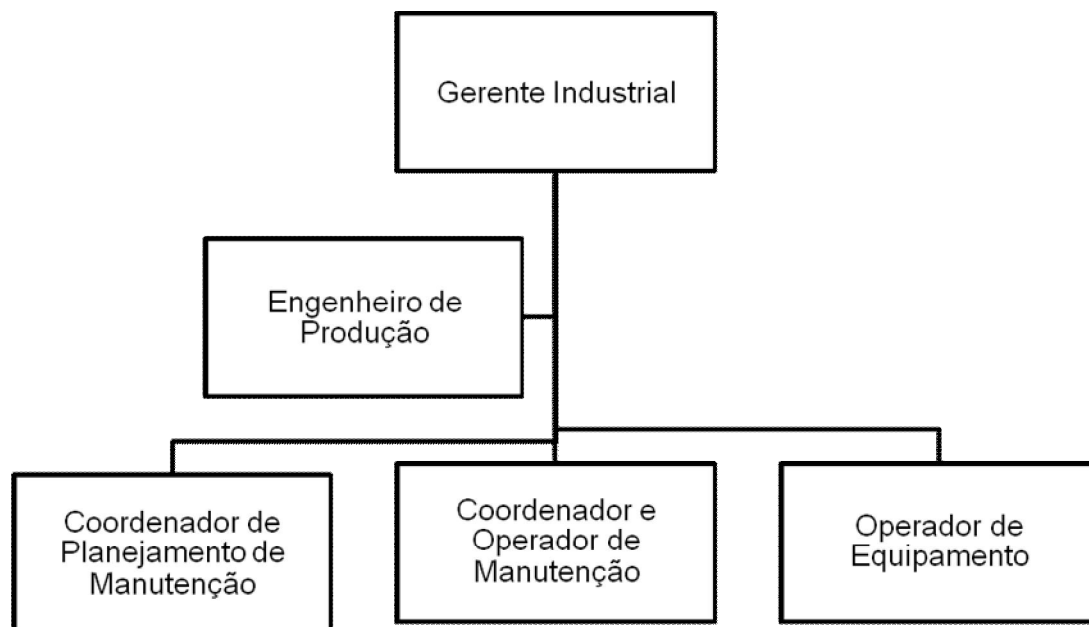 Gerente Industrial
Engenheiro de
Produção
Coordenador de
Planejamento de
Manutenção
Coordenador e
Operador de
Manutenção
Operador de
Equipamento